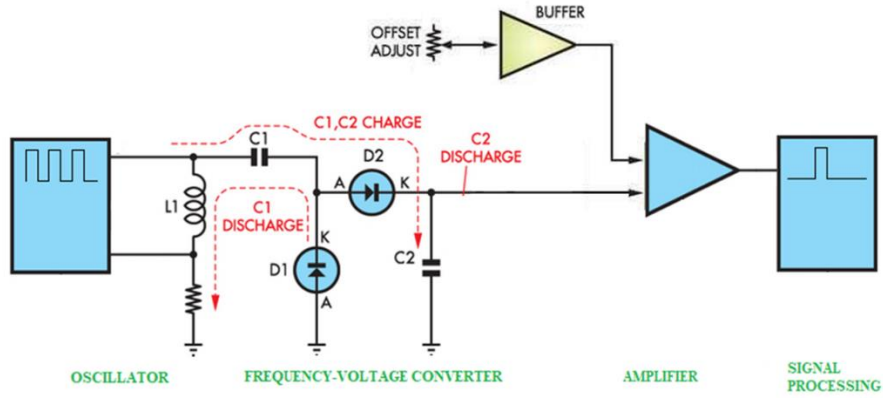 BUFFER
OFFSET
ADJUST
C1,C2 CHARGE
C1
C2
DISCHARGE
D2
A
K
L1
C1
DISCHARGE
K
D1
A
C2
OSCILLATOR
FREQUENCY-VOLTAGE CONVERTER
AMPLIFIER
SIGNAL
PROCESSING